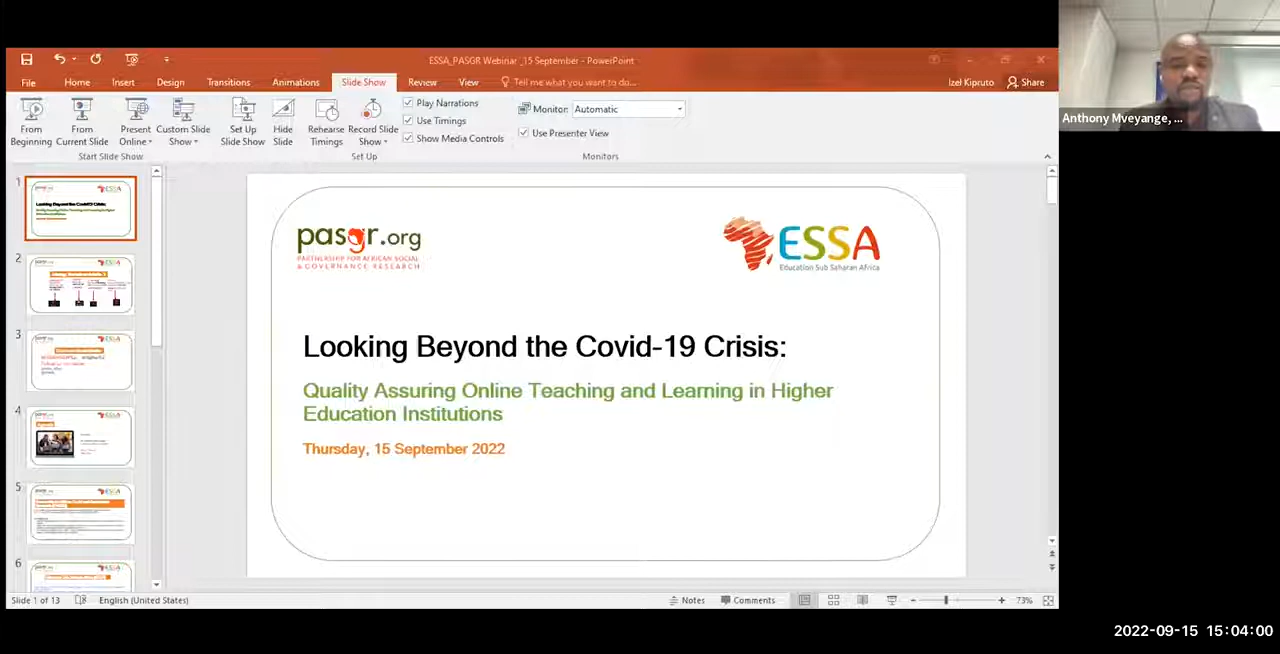 ESSA_PASGR Webinar _15 September - PowerPoint
File Home Insert Design Transitions Animations Slide Show Review View Tell me what you want to do... Izel Kipruto Share
From Beginning
From Current Slide
Present Online
Custom Slide Show
Start Slide Show
Set Up Slide Show
Hide Slide
Rehearse Timings
Record Slide Show
Play Narrations
Use Timings
Show Media Controls
Set Up
Monitor: Automatic
Use Presenter View
Monitors
Anthony Mveyange, ...
1
2
3
4
5
6
pasgr.org
PARTNERSHIP FOR AFRICAN SOCIAL
& GOVERNANCE RESEARCH
ESSA
Education Sub Saharan Africa
Looking Beyond the Covid-19 Crisis:
Quality Assuring Online Teaching and Learning in Higher
Education Institutions
Thursday, 15 September 2022
Slide 1 of 13 English (United States) Notes Comments 73%
2022-09-15 15:04:00